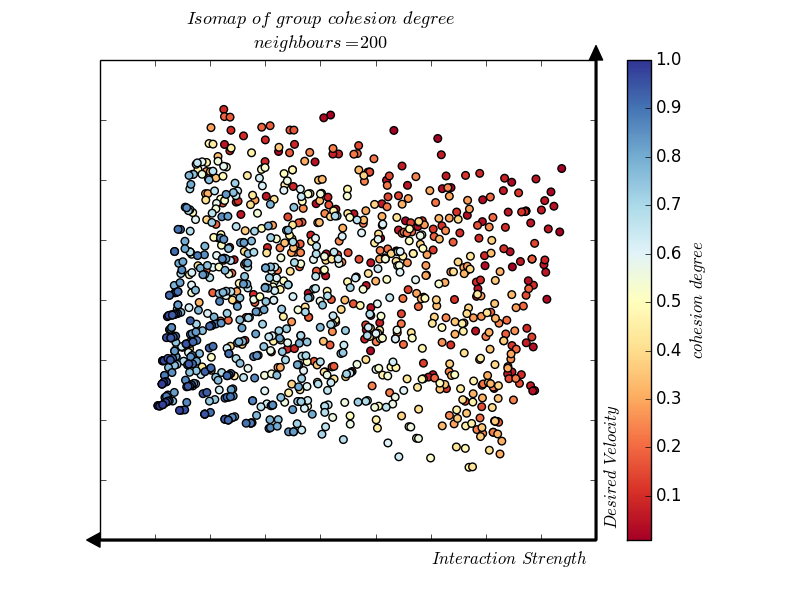 Isomap of group cohesion degree
neighbours =200
1.0
0.9
0.8
0.7
0.6
0.5
0.4
0.3
0.2
0.1
cohesion degree
Desired Velocity
Interaction Strength